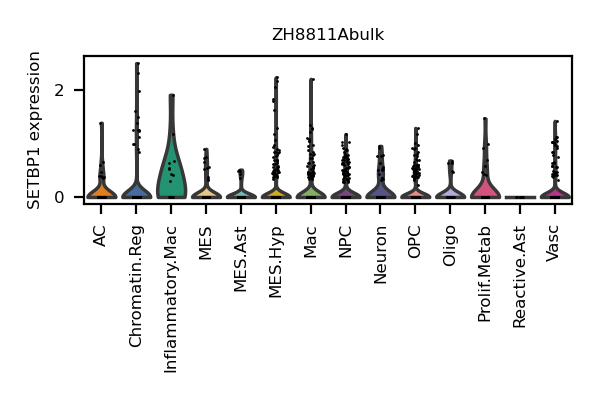 ZH8811Abulk
SETBP1 expression
2
0
AC
Chromatin.Reg
Inflammatory.Mac
MES
MES.Ast
MES.Hyp
Mac
NPC
Neuron
OPC
Oligo
Prolif.Metab
Reactive.Ast
Vasc